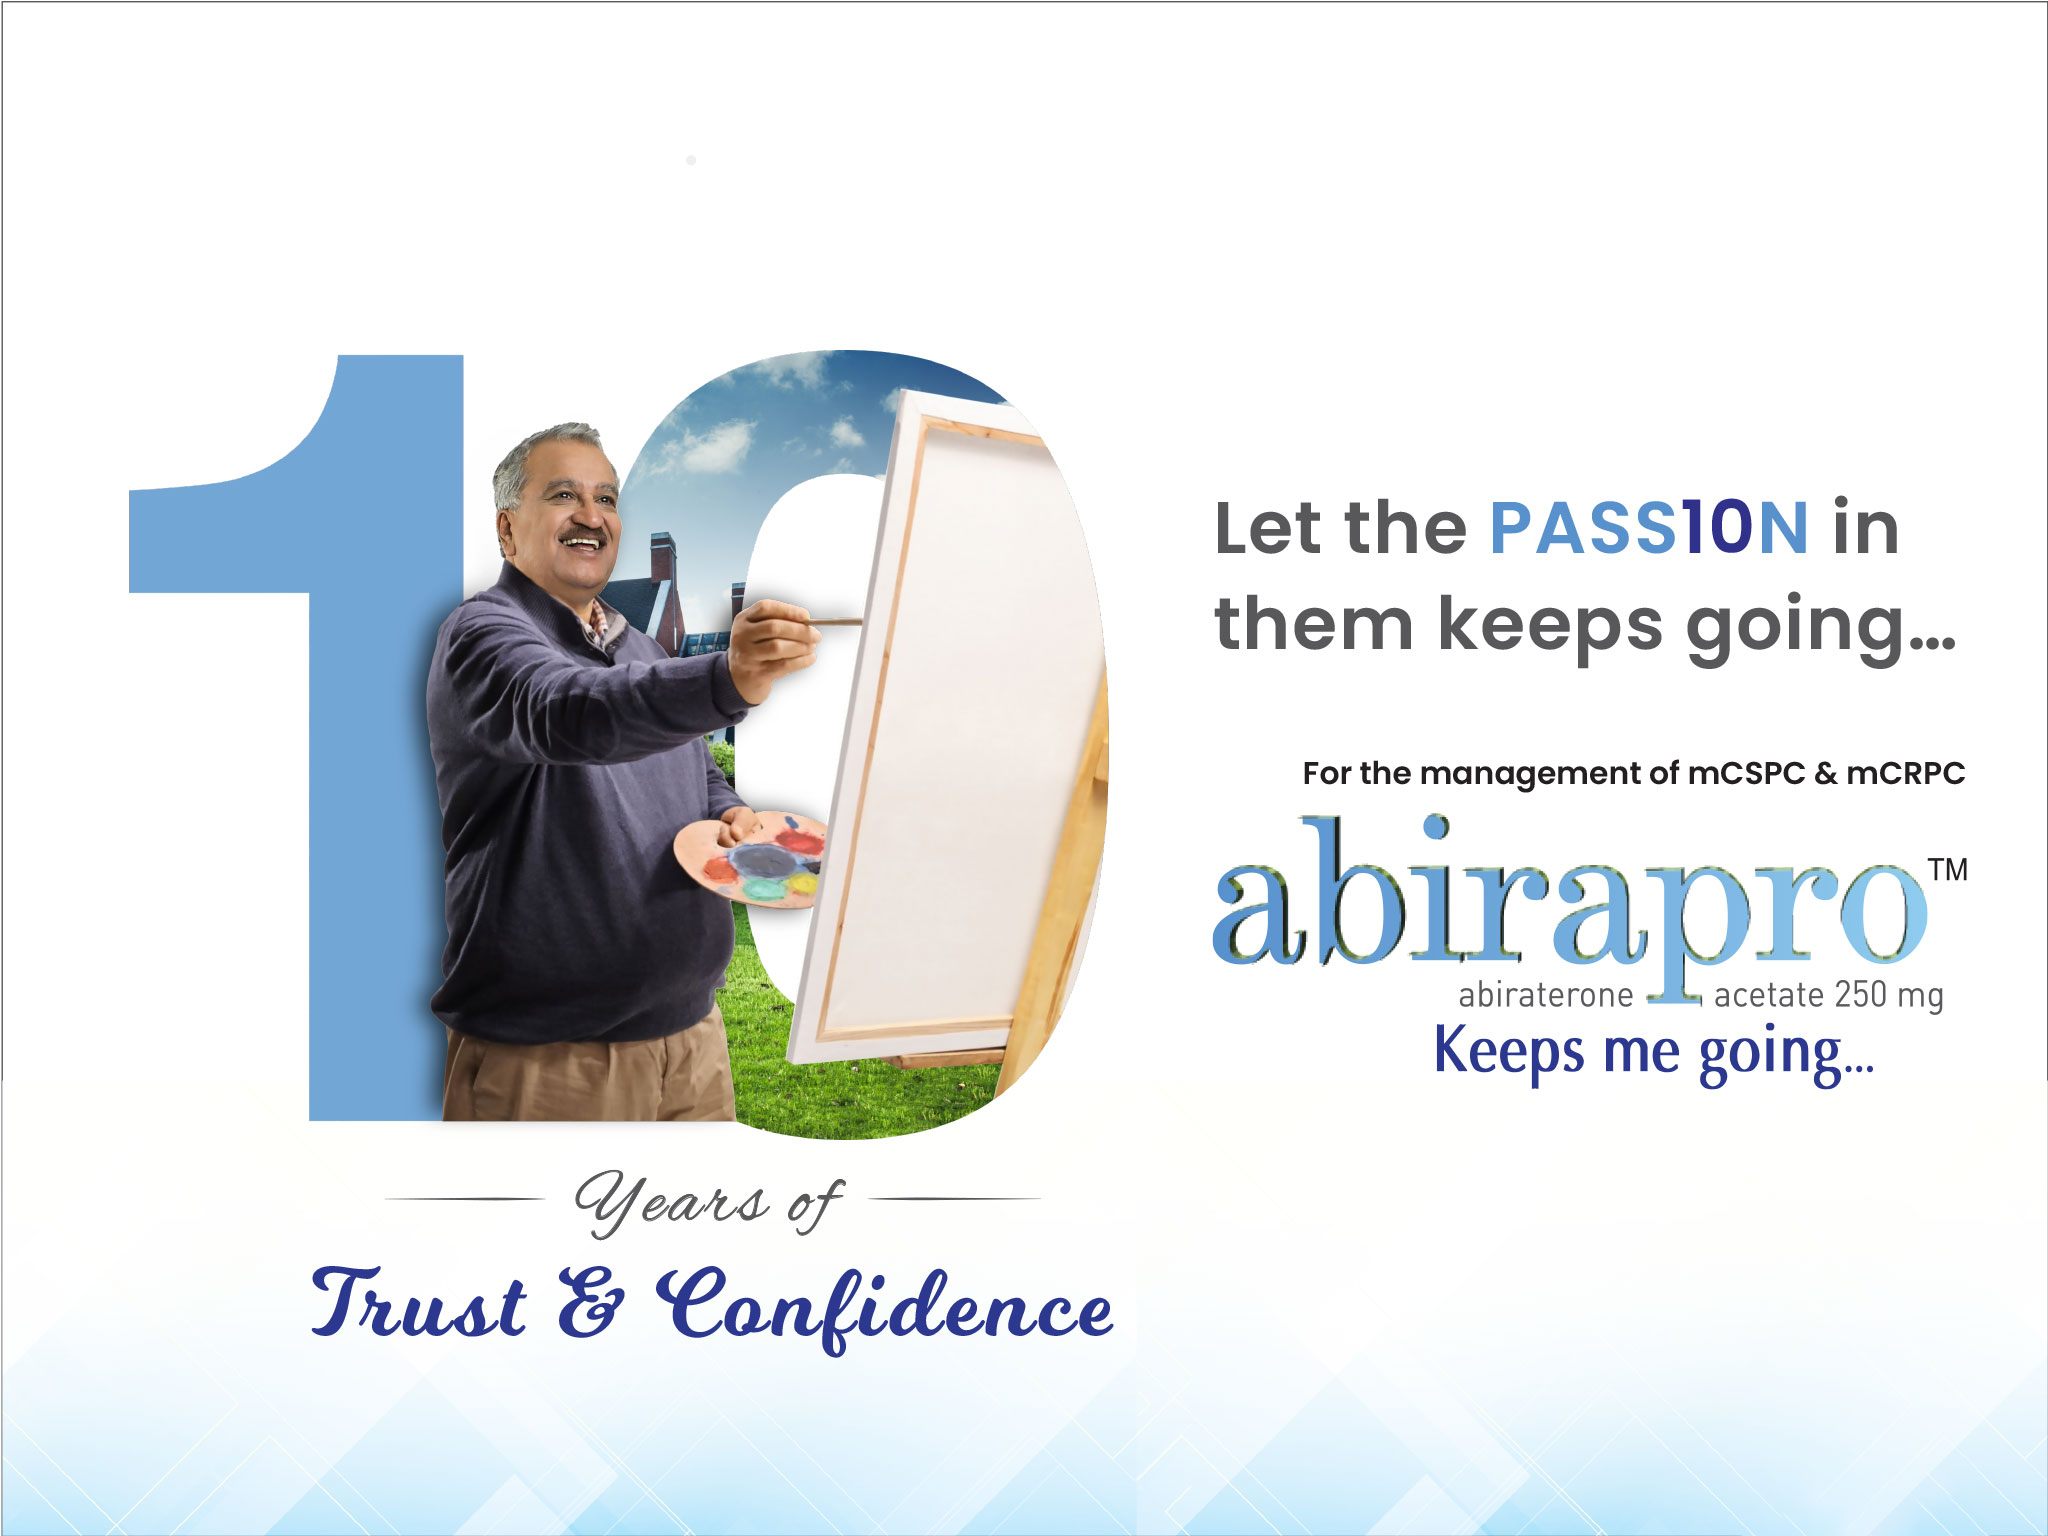 10
Years of
Trust & Confidence
Let the PASS10N in
them keeps going...
For the management of mCSPC & mCRPC
abirapro™
abiraterone acetate 250 mg
Keeps me going...